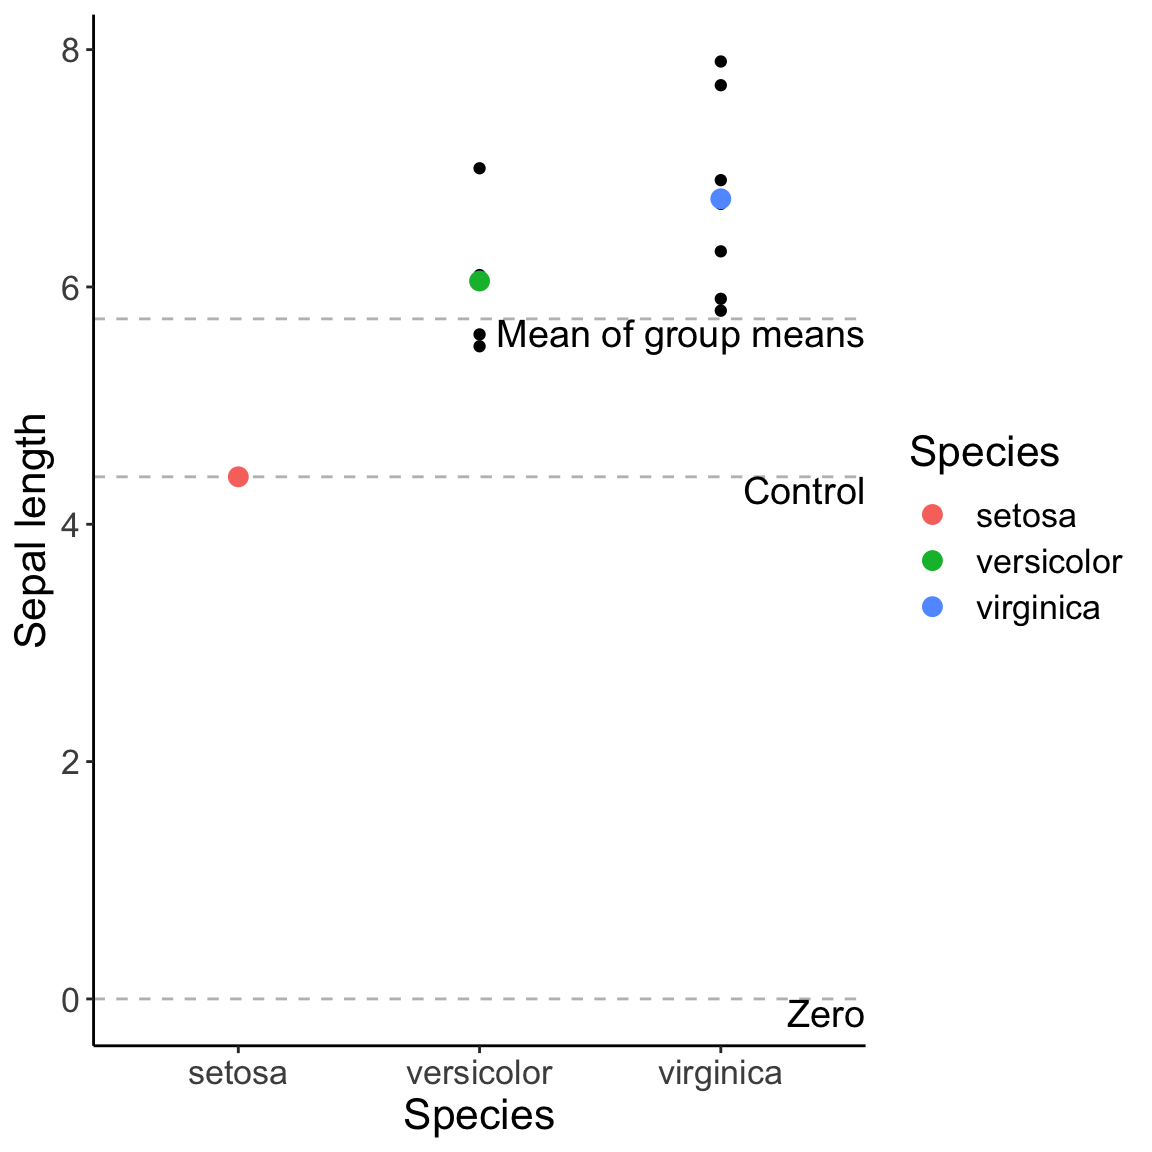 8
6
4
2
0
Sepal length
Mean of group means
Control
Zero
setosa
versicolor
virginica
Species
Species
setosa
versicolor
virginica